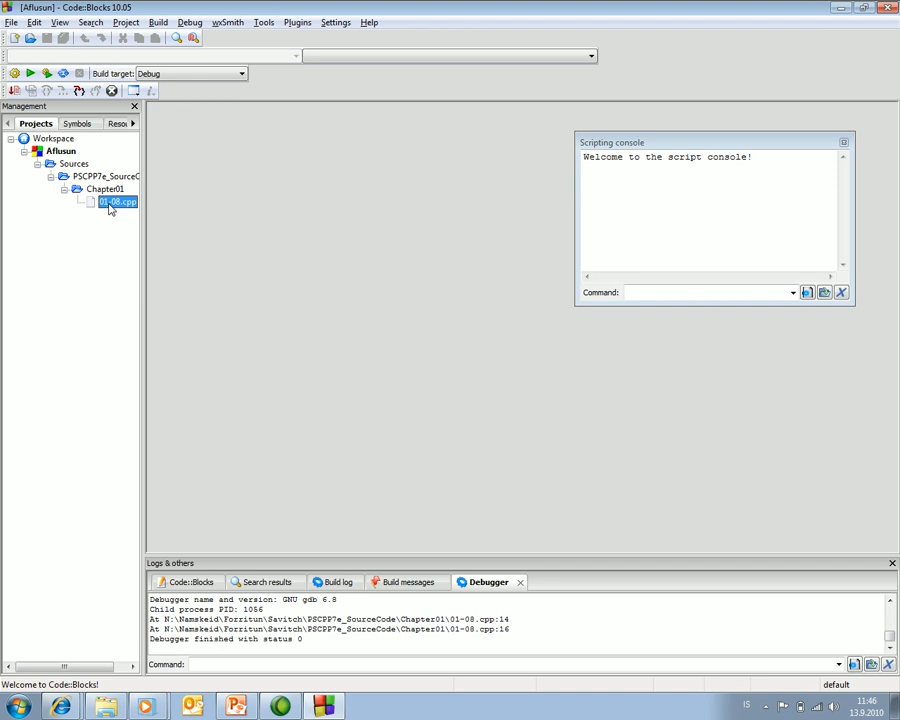 [Aflusun] - Code::Blocks 10.05
File Edit View Search Project Build Debug wxSmith Tools Plugins Settings Help
Build target: Debug
Management
Projects Symbols Resou
Workspace
Aflusun
Sources
PSCPP7e_SourceC
Chapter01
01-08.cpp
Scripting console
Welcome to the script console!
Command:
Logs & others
Code::Blocks Search results Build log Build messages Debugger
Debugger name and version: GNU gdb 6.8
Child process PID: 1056
At N:\Namskeid\Forritun\Savitch\PSCPP7e_SourceCode\Chapter01\01-08.cpp:14
At N:\Namskeid\Forritun\Savitch\PSCPP7e_SourceCode\Chapter01\01-08.cpp:16
Debugger finished with status 0
Command:
Welcome to Code::Blocks! default
IS 11:46
13.9.2010